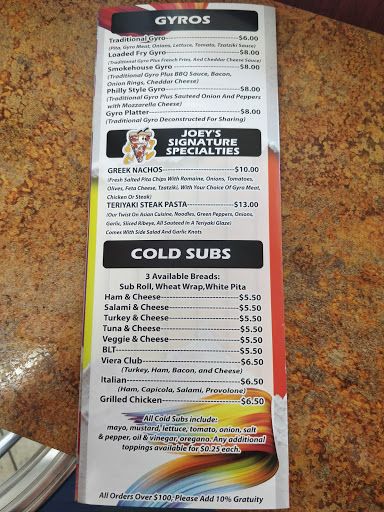 GYROS
Traditional Gyro-----------------------$6.00
(Pita, Gyro Meat, Onions, Lettuce, Tomato, Tzatziki Sauce)
Loaded Fry Gyro-----------------------$8.00
(Traditional Gyro Plus French Fries, And Cheddar Cheese Sauce)
Smokehouse Gyro---------------------$8.00
(Traditional Gyro Plus BBQ Sauce, Bacon,
Onion Rings, Cheddar Cheese)
Philly Style Gyro-----------------------$8.00
(Traditional Gyro Plus Sauteed Onion And Peppers
with Mozzarella Cheese)
Gyro Platter----------------------------$8.00
(Traditional Gyro Deconstructed For Sharing)
JOEY'S
SIGNATURE
SPECIALTIES
GREEK NACHOS-----------------------$10.00
(Fresh Salted Pita Chips With Romaine, Onions, Tomatoes,
Olives, Feta Cheese, Tzatziki, With Your Choice Of Gyro Meat,
Chicken Or Steak)
TERIYAKI STEAK PASTA--------------$13.00
(Our Twist On Asian Cuisine, Noodles, Green Peppers, Onions,
Garlic, Sliced Ribeye, All Sauteed In A Teriyaki Glaze)
Comes With Side Salad And Garlic Knots
COLD SUBS
3 Available Breads:
Sub Roll, Wheat Wrap,White Pita
Ham & Cheese-----------------------$5.50
Salami & Cheese--------------------$5.50
Turkey & Cheese--------------------$5.50
Tuna & Cheese----------------------$5.50
Veggie & Cheese--------------------$5.50
BLT----------------------------------$5.50
Viera Club---------------------------$6.50
(Turkey, Ham, Bacon, and Cheese)
Italian-------------------------------$6.50
(Ham, Capicola, Salami, Provolone)
Grilled Chicken---------------------$6.50
All Cold Subs include:
mayo, mustard, lettuce, tomato, onion, salt
& pepper, oil & vinegar, oregano. Any additional
toppings available for $0.25 each.
All Orders Over $100, Please Add 10% Gratuity